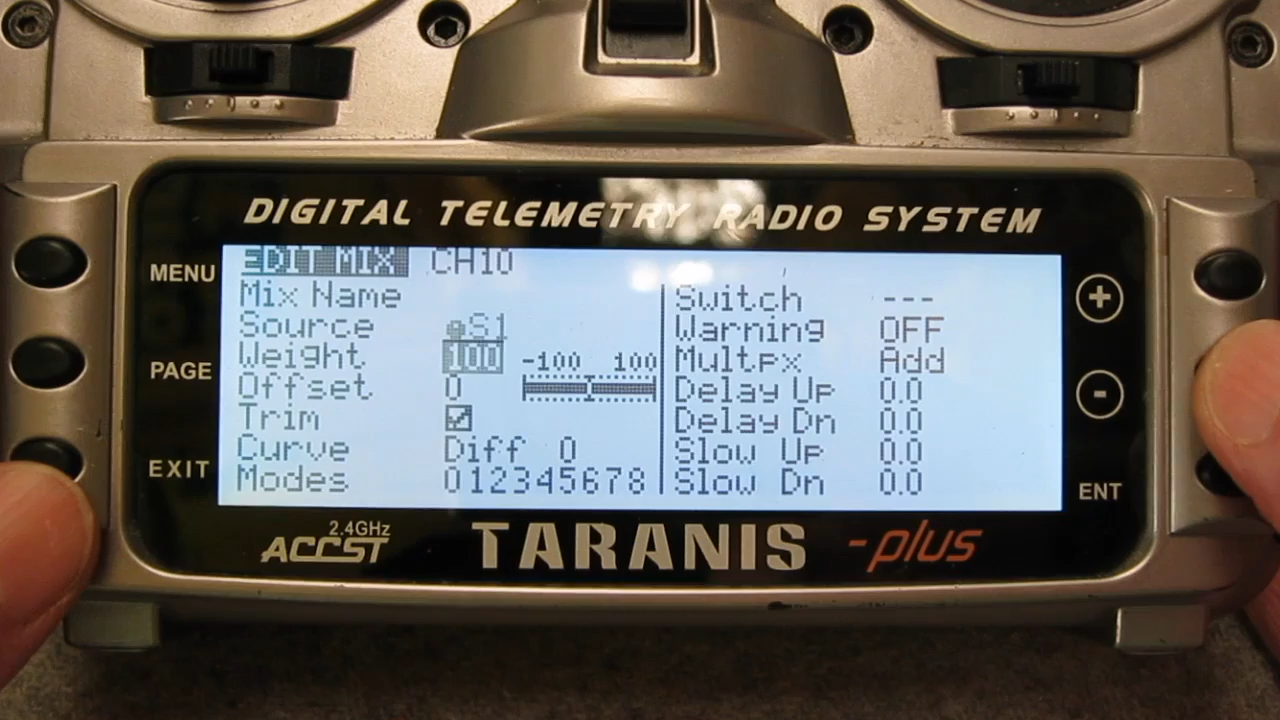 DIGITAL TELEMETRY RADIO SYSTEM
MENU
PAGE
EXIT
EDIT MIX CH10
Mix Name
Source S1
Weight 100 -100 100
Offset 0
Trim
Curve Diff 0
Modes 012345678
Switch ---
Warning OFF
Multpx Add
Delay Up 0.0
Delay Dn 0.0
Slow Up 0.0
Slow Dn 0.0
+
-
ENT
2.4GHz
ACCST
TARANIS -plus